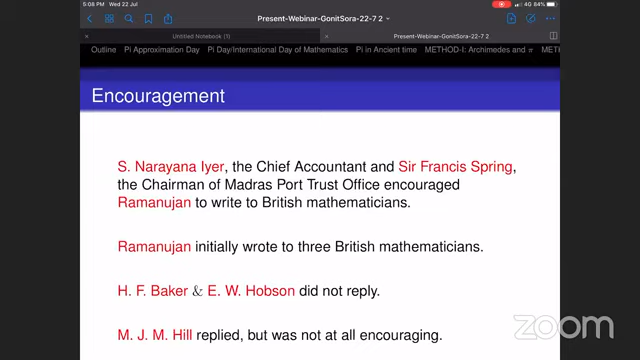 5:08 PM Wed 22 Jul
4G 84%
Present-Webinar-GonitSora-22-7 2
Untitled Notebook (1)
Present-Webinar-GonitSora-22-7 2
Outline Pi Approximation Day Pi Day/International Day of Mathematics Pi in Ancient time METHOD-I: Archimedes and π METH
Encouragement
S. Narayana Iyer, the Chief Accountant and Sir Francis Spring,
the Chairman of Madras Port Trust Office encouraged
Ramanujan to write to British mathematicians.
Ramanujan initially wrote to three British mathematicians.
H. F. Baker & E. W. Hobson did not reply.
M. J. M. Hill replied, but was not at all encouraging.
zoom